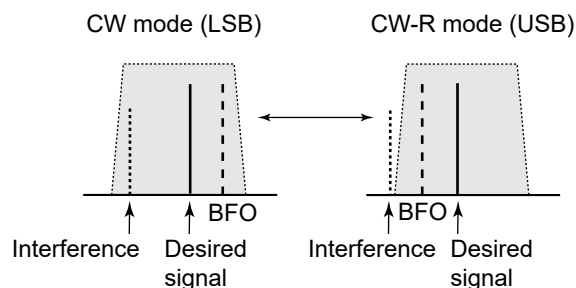 CW mode (LSB)
CW-R mode (USB)
BFO
BFO
Interference
Desired
signal
Interference
Desired
signal